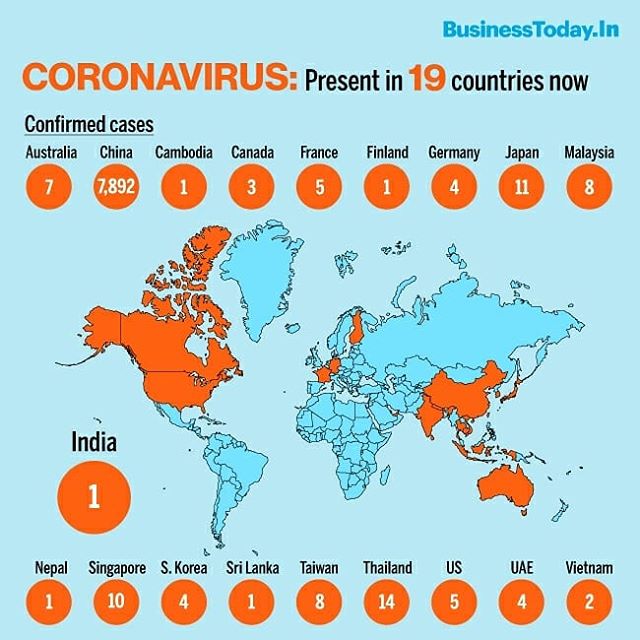 BusinessToday.In
CORONAVIRUS: Present in 19 countries now
Confirmed cases
Australia China Cambodia Canada France Finland Germany Japan Malaysia
7 7,892 1 3 5 1 4 11 8
India
1
Nepal Singapore S. Korea Sri Lanka Taiwan Thailand US UAE Vietnam
1 10 4 1 8 14 5 4 2